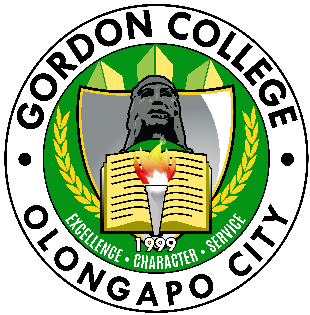 GORDON COLLEGE
1999
EXCELLENCE • CHARACTER • SERVICE
• OLONGAPO CITY •